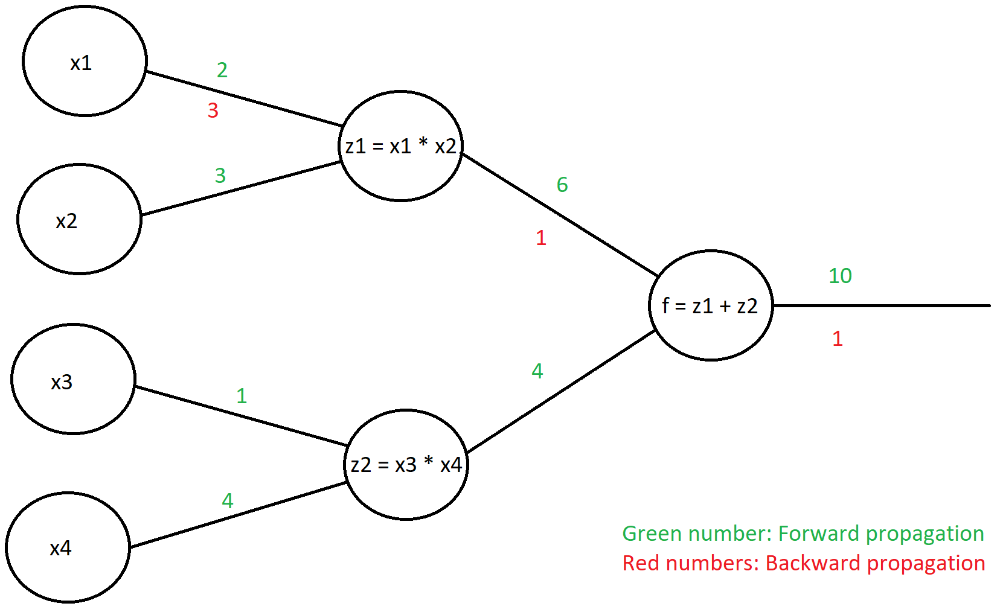 x1
2
3
z1 = x1 * x2
x2
3
6
1
f = z1 + z2
10
1
x3
1
4
z2 = x3 * x4
x4
4
Green number: Forward propagation
Red numbers: Backward propagation